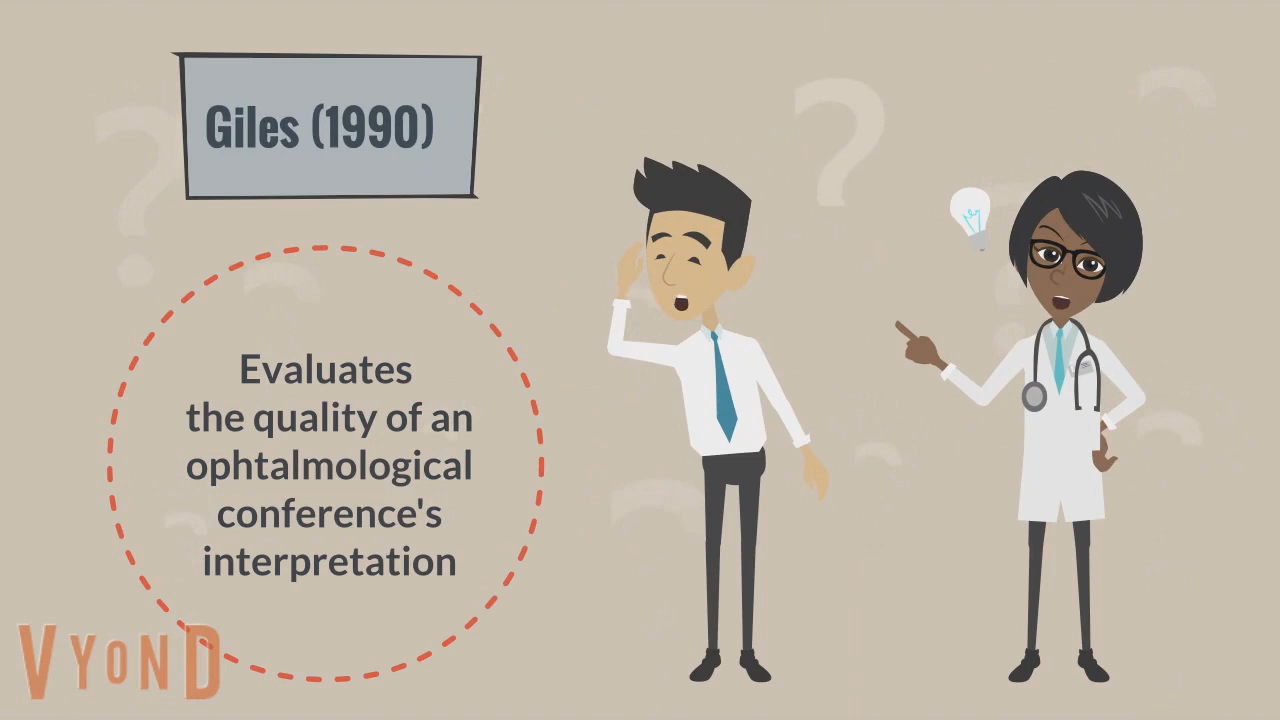 Giles (1990)
Evaluates
the quality of an
ophtalmological
conference's
interpretation
VYOND